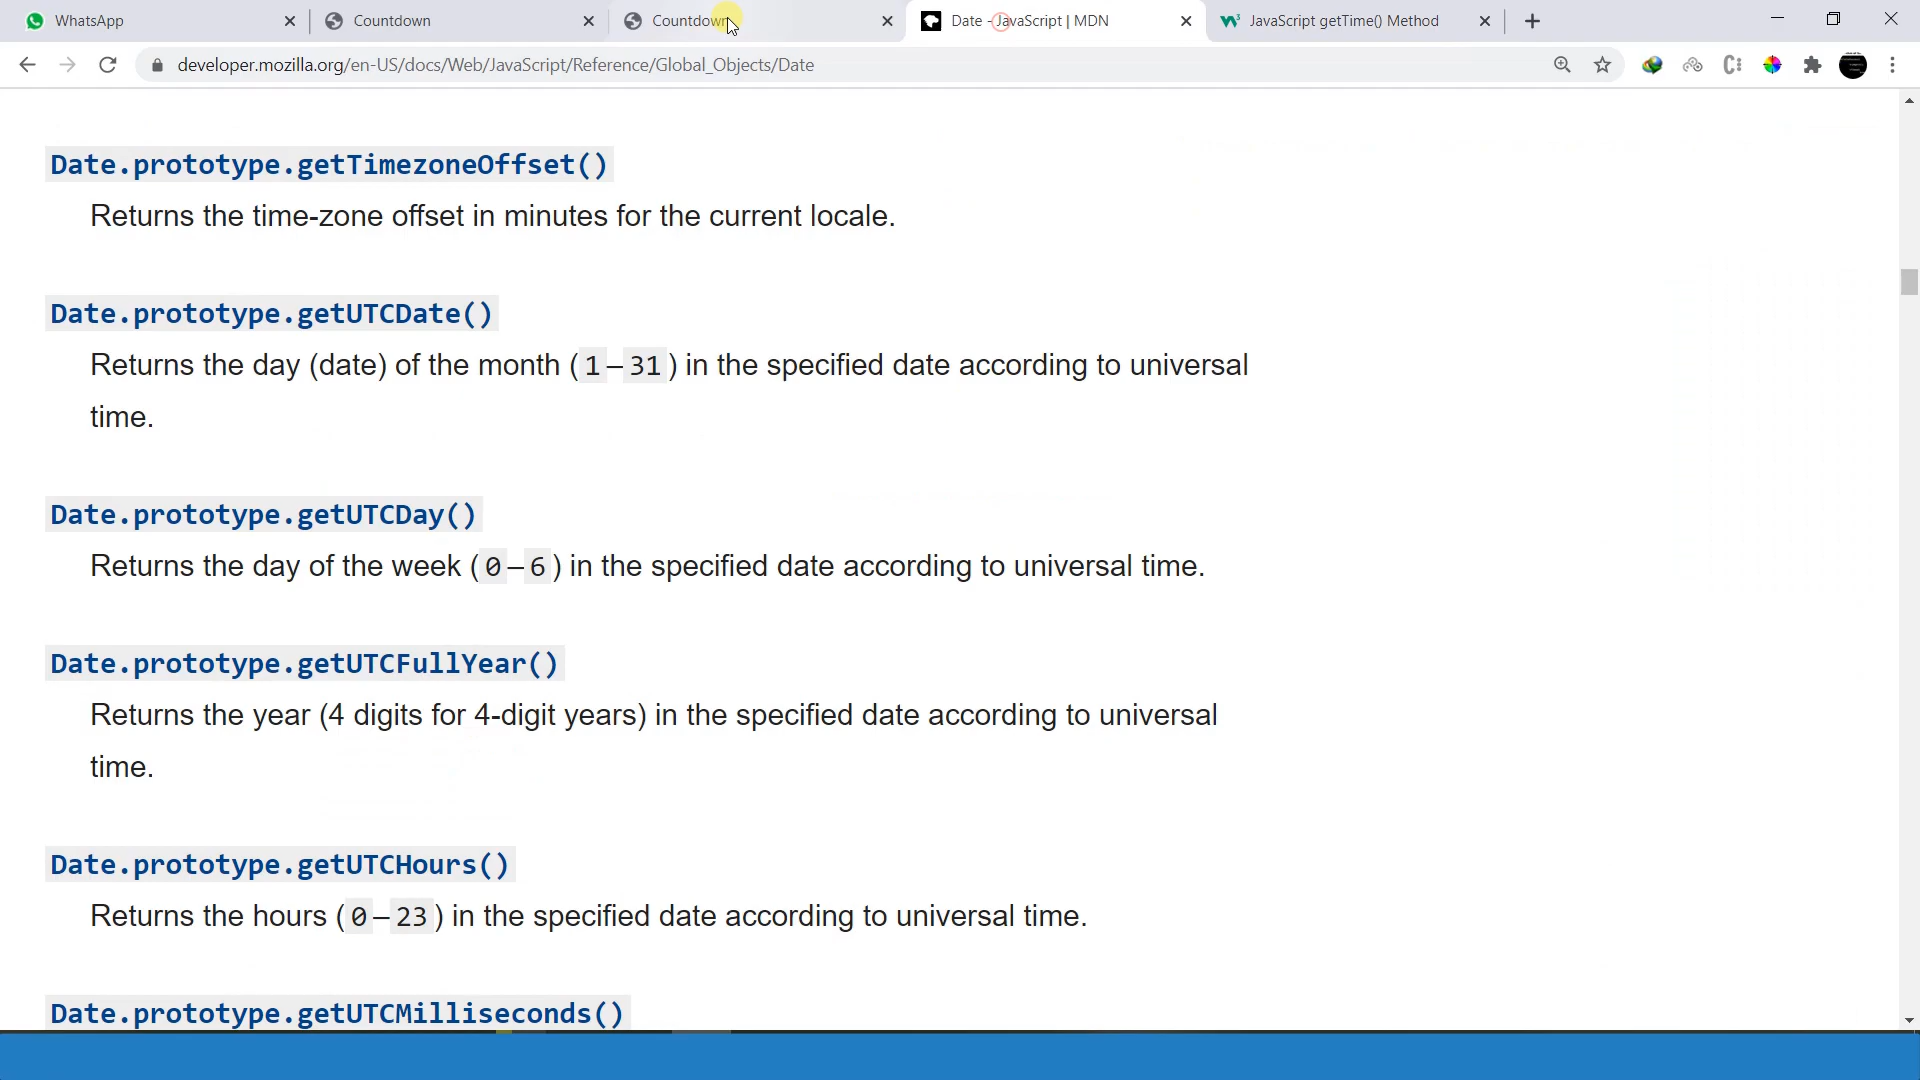 WhatsApp
Countdown
Countdown
Date - JavaScript | MDN
JavaScript getTime() Method
developer.mozilla.org/en-US/docs/Web/JavaScript/Reference/Global_Objects/Date
Date.prototype.getTimezoneOffset()
Returns the time-zone offset in minutes for the current locale.
Date.prototype.getUTCDate()
Returns the day (date) of the month (1–31) in the specified date according to universal
time.
Date.prototype.getUTCDay()
Returns the day of the week (0–6) in the specified date according to universal time.
Date.prototype.getUTCFullYear()
Returns the year (4 digits for 4-digit years) in the specified date according to universal
time.
Date.prototype.getUTCHours()
Returns the hours (0–23) in the specified date according to universal time.
Date.prototype.getUTCMilliseconds()